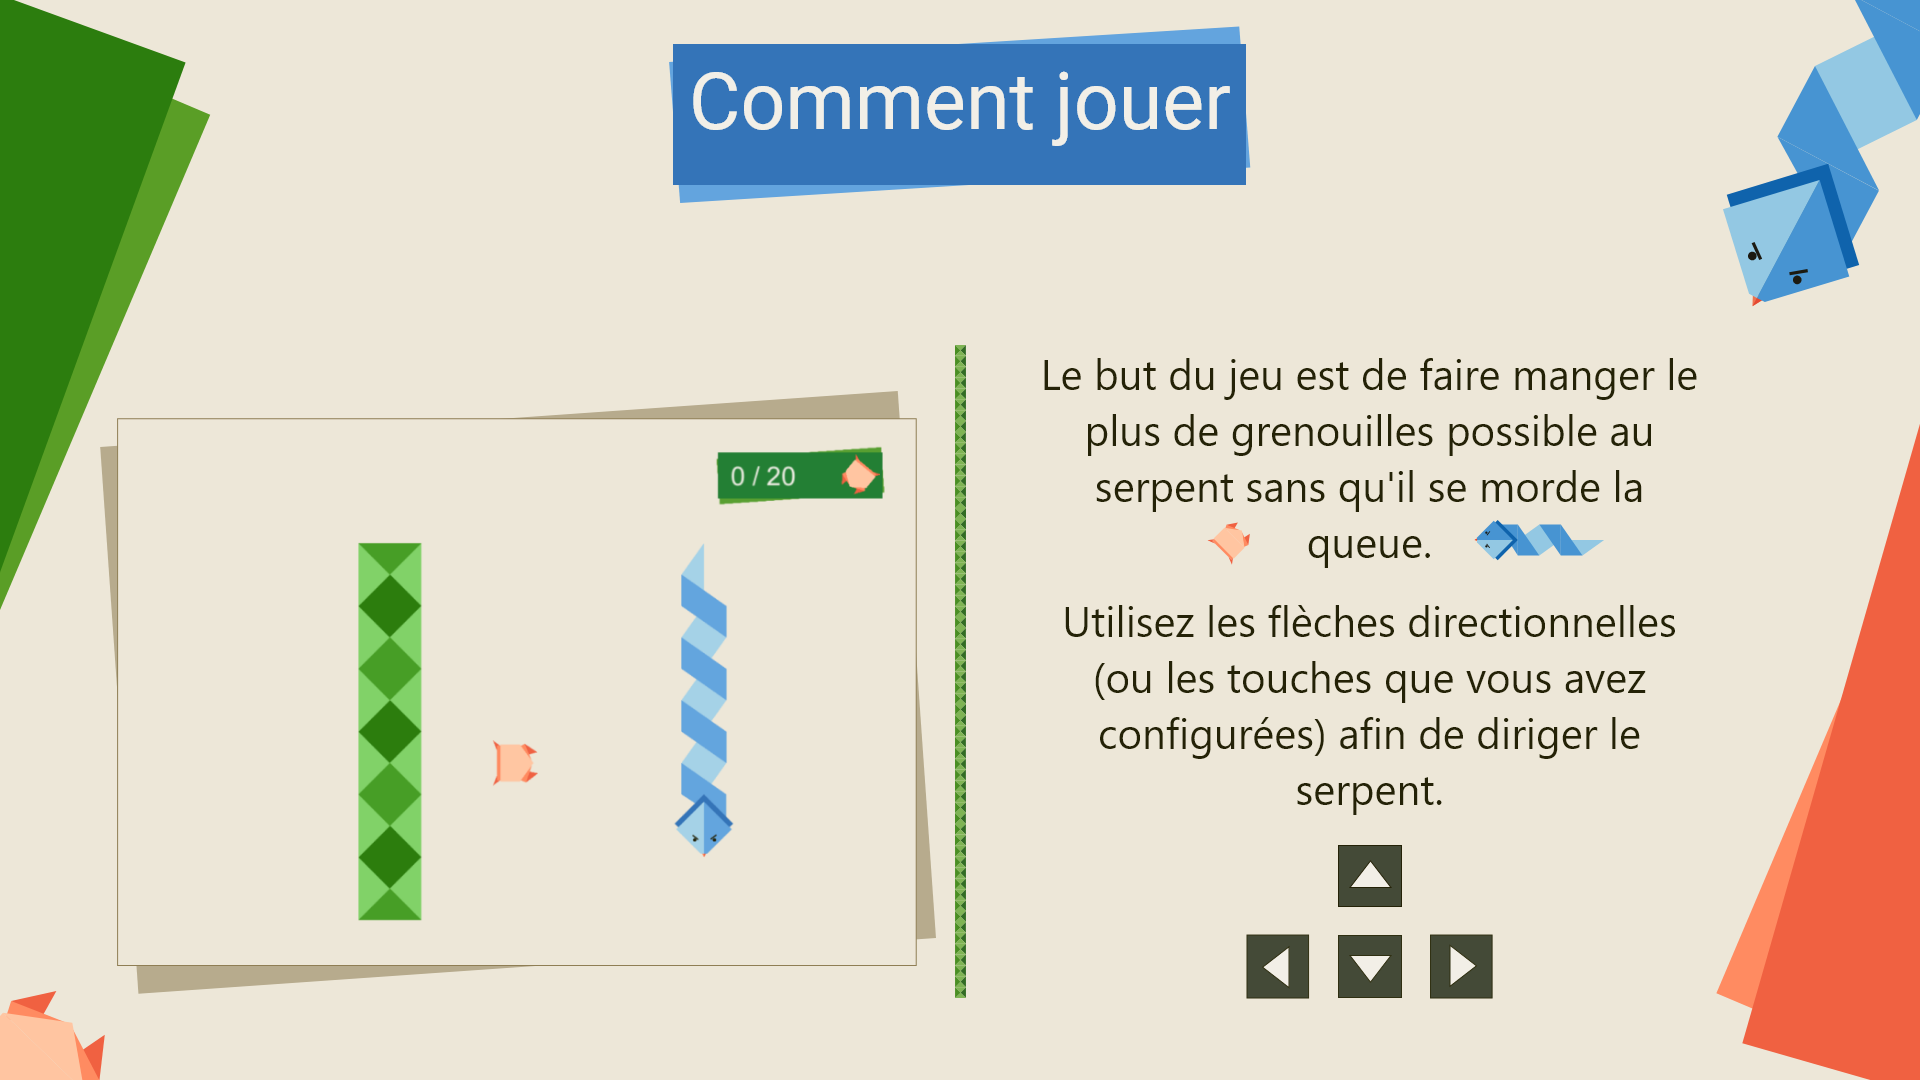 Comment jouer
0 / 20
Le but du jeu est de faire manger le
plus de grenouilles possible au
serpent sans qu'il se morde la
queue.
Utilisez les flèches directionnelles
(ou les touches que vous avez
configurées) afin de diriger le
serpent.